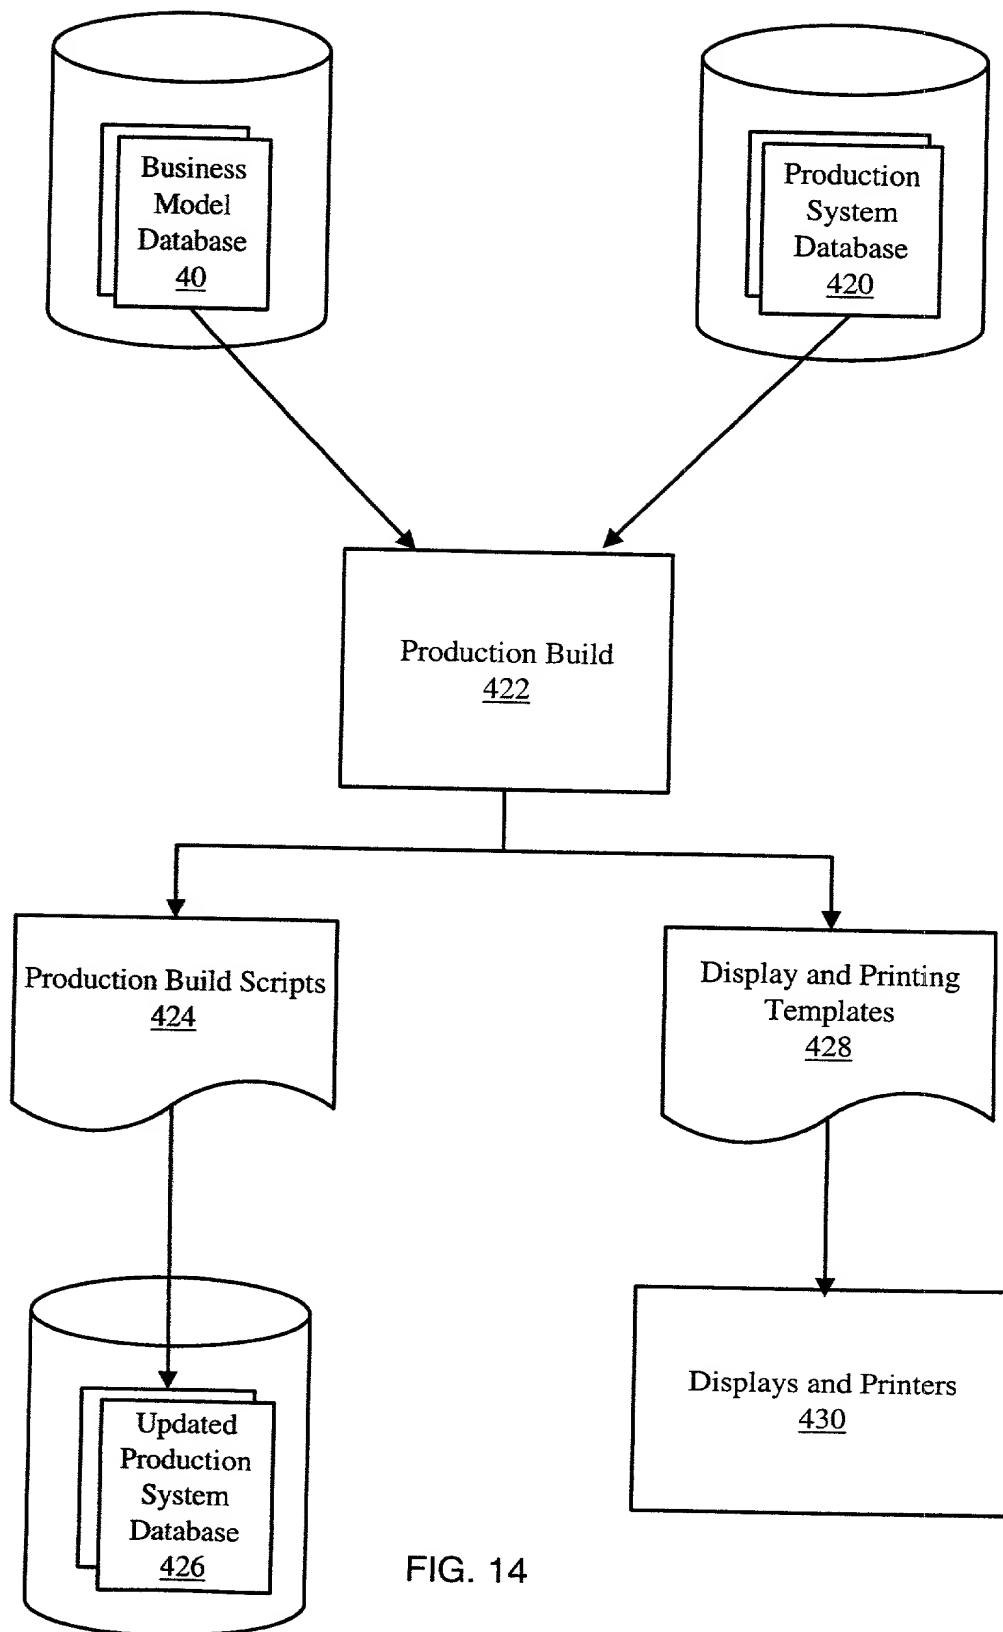 Business
Model
Database
40
Production
System
Database
420
Production Build
422
Production Build Scripts
424
Display and Printing
Templates
428
Displays and Printers
430
Updated
Production
System
Database
426
FIG. 14